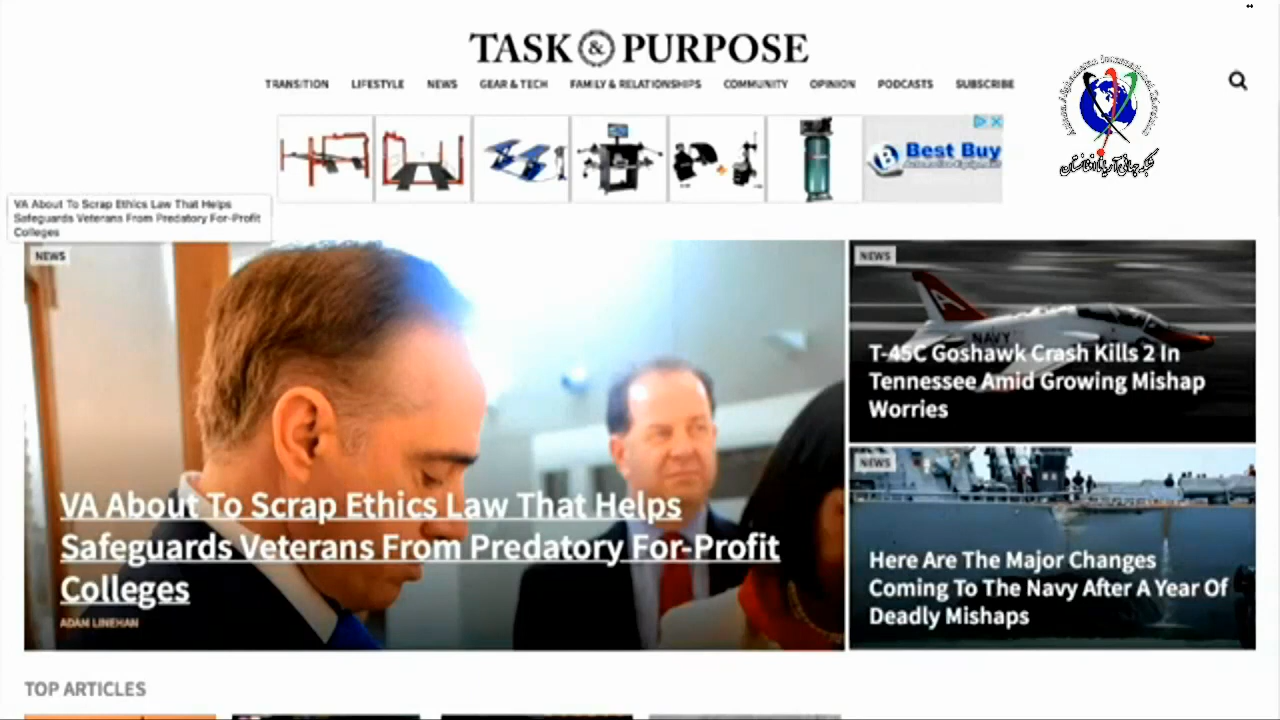 TASK & PURPOSE
TRANSITION LIFESTYLE NEWS GEAR & TECH FAMILY & RELATIONSHIPS COMMUNITY OPINION PODCASTS SUBSCRIBE
Best Buy
Automotive Equipment
VA About To Scrap Ethics Law That Helps
Safeguards Veterans From Predatory For-Profit
Colleges
NEWS
VA About To Scrap Ethics Law That Helps
Safeguards Veterans From Predatory For-Profit
Colleges
ADAM LINEHAN
NEWS
NAVY
T-45C Goshawk Crash Kills 2 In
Tennessee Amid Growing Mishap
Worries
NEWS
Here Are The Major Changes
Coming To The Navy After A Year Of
Deadly Mishaps
TOP ARTICLES